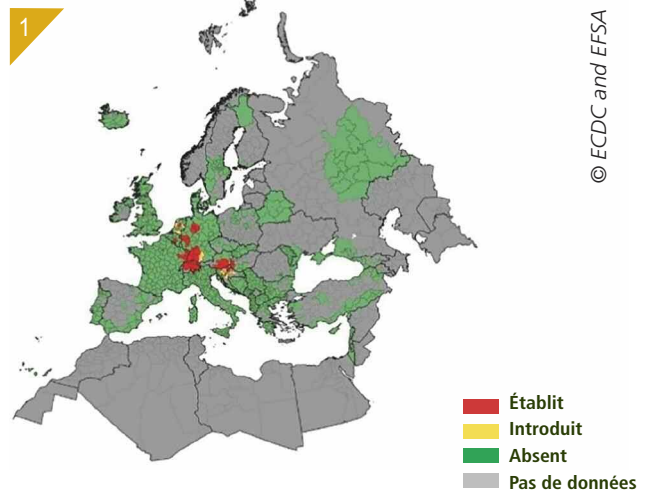 1
© ECDC and EFSA
Établit
Introduit
Absent
Pas de données